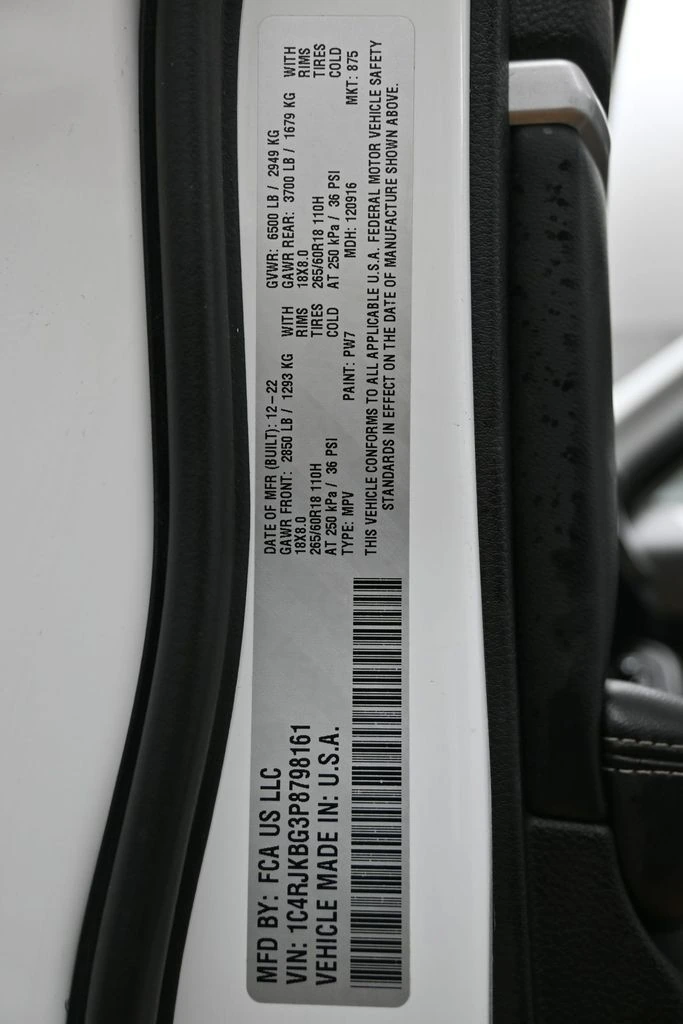 MFD BY: FCA US LLC
VIN: 1C4RJKBG3P8798161
VEHICLE MADE IN: U.S.A.
DATE OF MFR (BUILT): 12-22 GVWR: 6500 LB / 2949 KG
GAWR FRONT: 2850 LB / 1293 KG WITH GAWR REAR: 3700 LB / 1679 KG WITH
18X8.0 RIMS 18X8.0 RIMS
265/60R18 110H TIRES 265/60R18 110H TIRES
AT 250 kPa / 36 PSI COLD AT 250 kPa / 36 PSI COLD
TYPE: MPV PAINT: PW7 MDH: 120916 MKT: 875
THIS VEHICLE CONFORMS TO ALL APPLICABLE U.S.A. FEDERAL MOTOR VEHICLE SAFETY
STANDARDS IN EFFECT ON THE DATE OF MANUFACTURE SHOWN ABOVE.